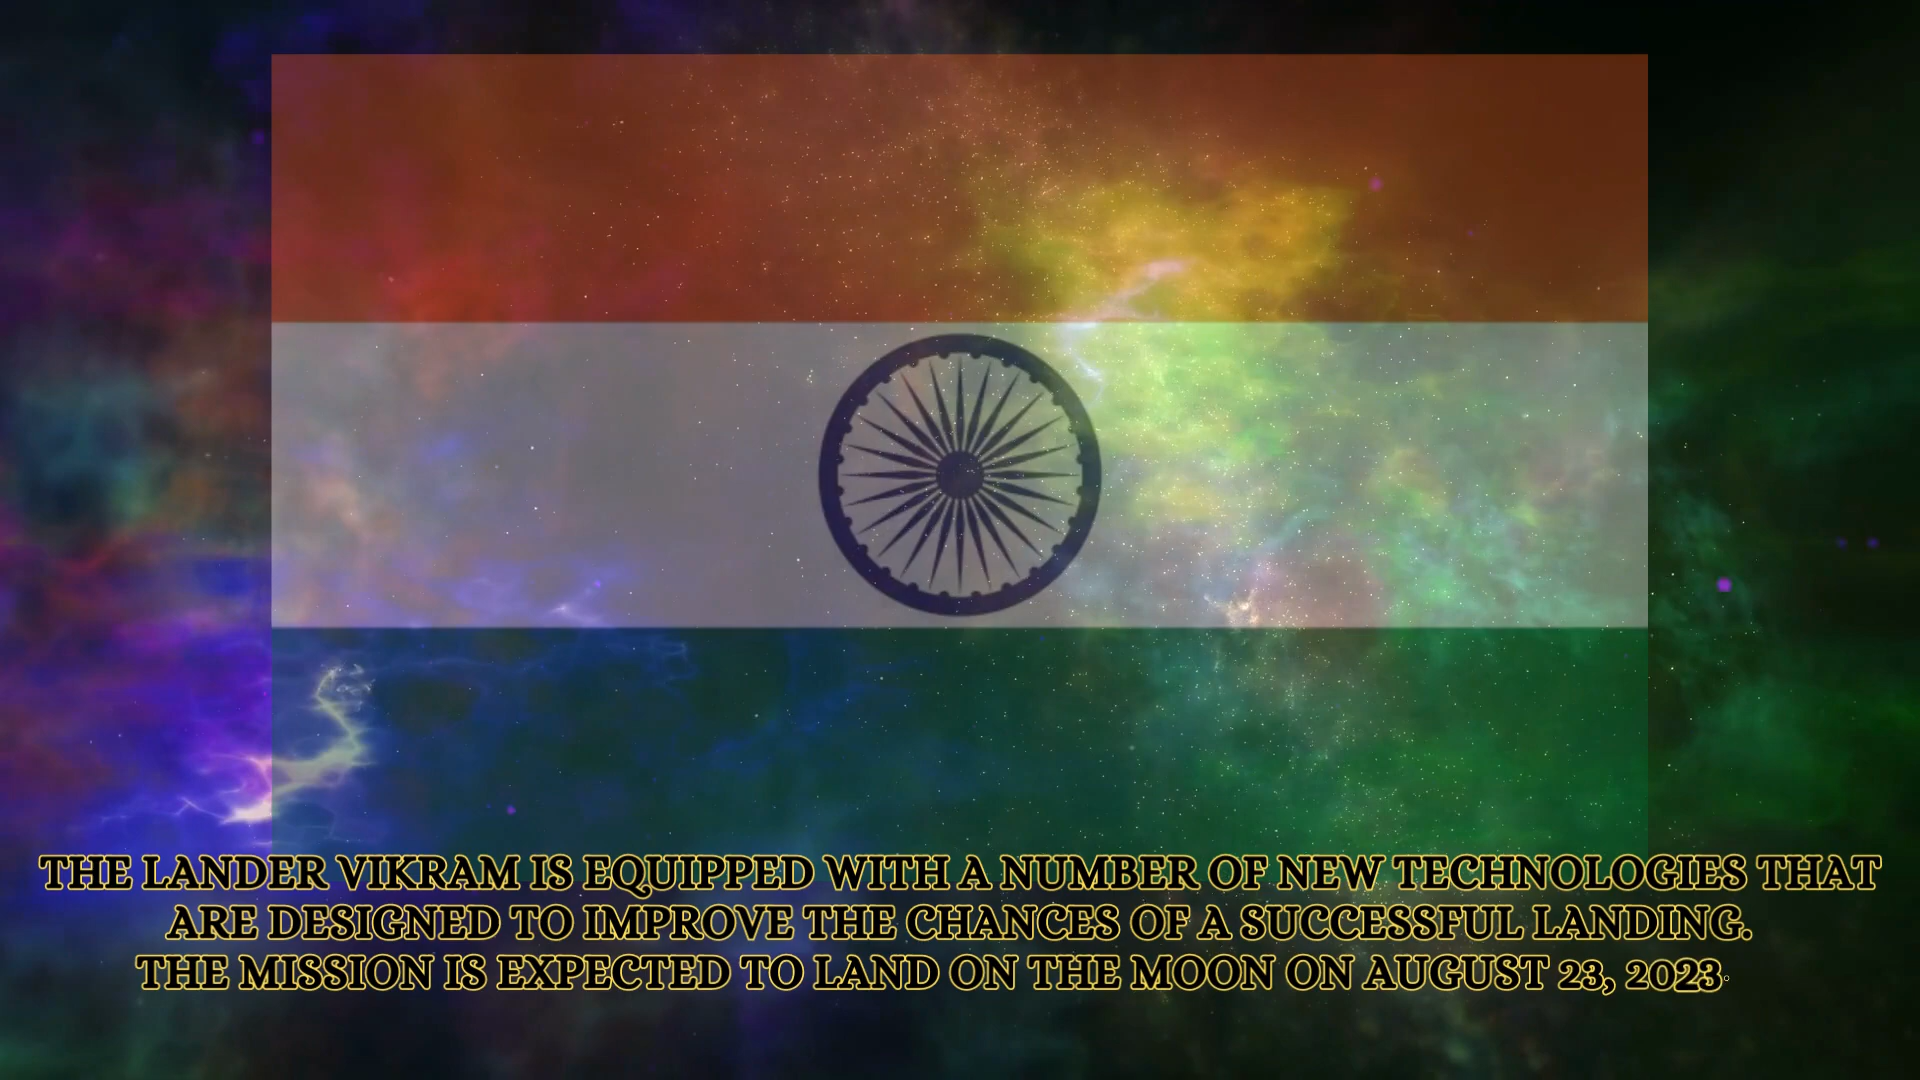 THE LANDER VIKRAM IS EQUIPPED WITH A NUMBER OF NEW TECHNOLOGIES THAT
ARE DESIGNED TO IMPROVE THE CHANCES OF A SUCCESSFUL LANDING.
THE MISSION IS EXPECTED TO LAND ON THE MOON ON AUGUST 23, 2023.